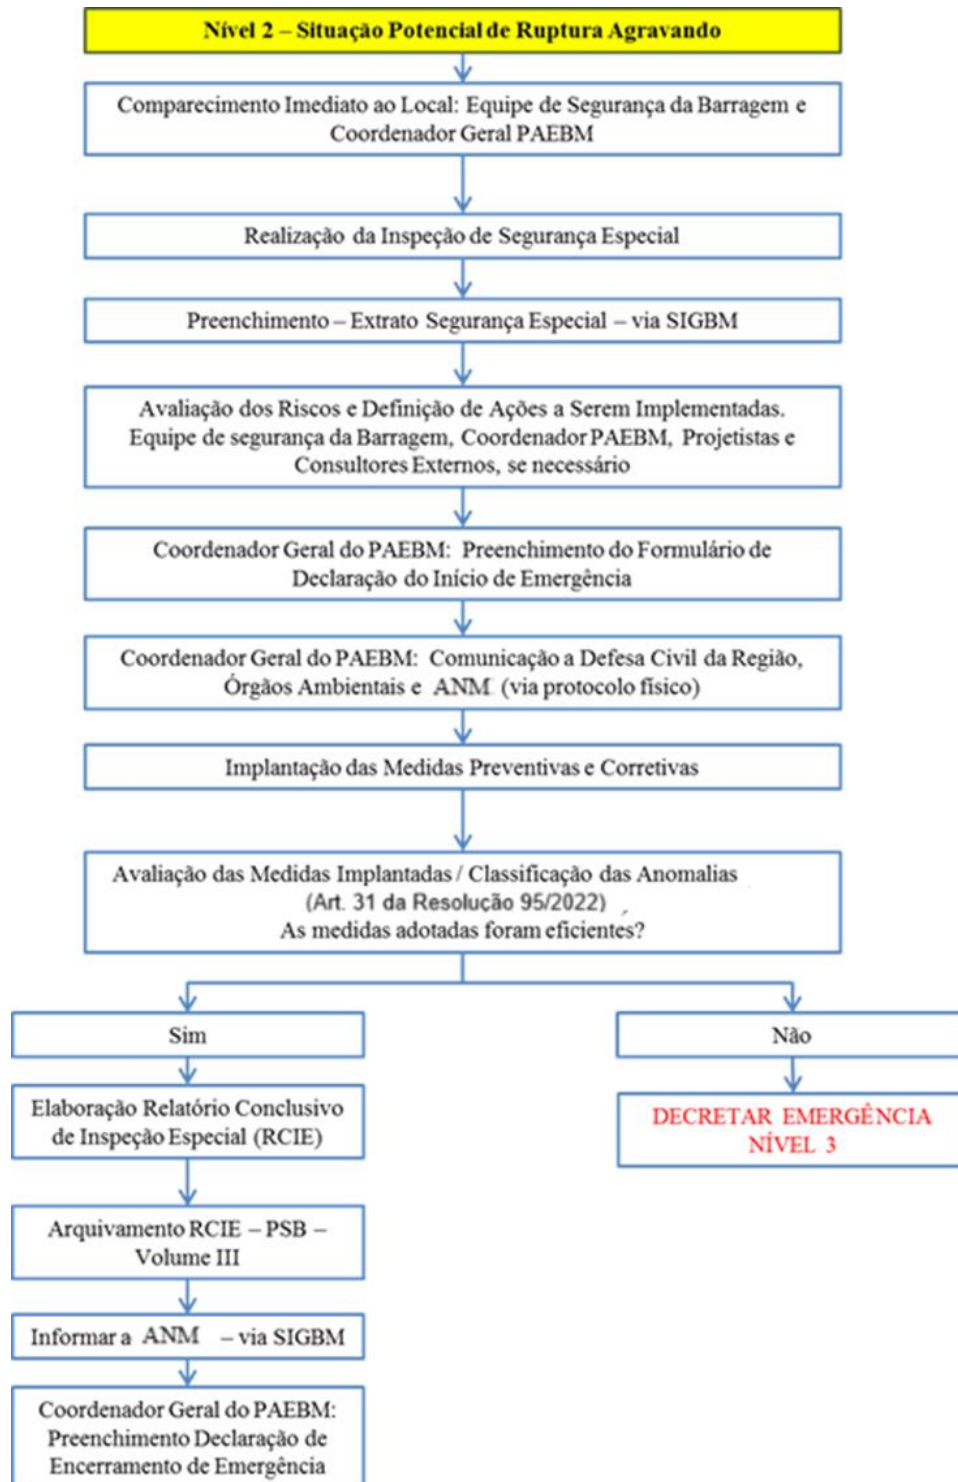 Nível 2 – Situação Potencial de Ruptura Agravando
Comparecimento Imediato ao Local: Equipe de Segurança da Barragem e
Coordenador Geral PAEBM
Realização da Inspeção de Segurança Especial
Preenchimento – Extrato Segurança Especial – via SIGBM
Avaliação dos Riscos e Definição de Ações a Serem Implementadas.
Equipe de segurança da Barragem, Coordenador PAEBM, Projetistas e
Consultores Externos, se necessário
Coordenador Geral do PAEBM: Preenchimento do Formulário de
Declaração do Início de Emergência
Coordenador Geral do PAEBM: Comunicação a Defesa Civil da Região,
Órgãos Ambientais e ANM (via protocolo físico)
Implantação das Medidas Preventivas e Corretivas
Avaliação das Medidas Implantadas / Classificação das Anomalias
(Art. 31 da Resolução 95/2022)
As medidas adotadas foram eficientes?
Sim
Não
Elaboração Relatório Conclusivo
de Inspeção Especial (RCIE)
DECRETAR EMERGÊNCIA
NÍVEL 3
Arquivamento RCIE – PSB –
Volume III
Informar a ANM – via SIGBM
Coordenador Geral do PAEBM:
Preenchimento Declaração de
Encerramento de Emergência